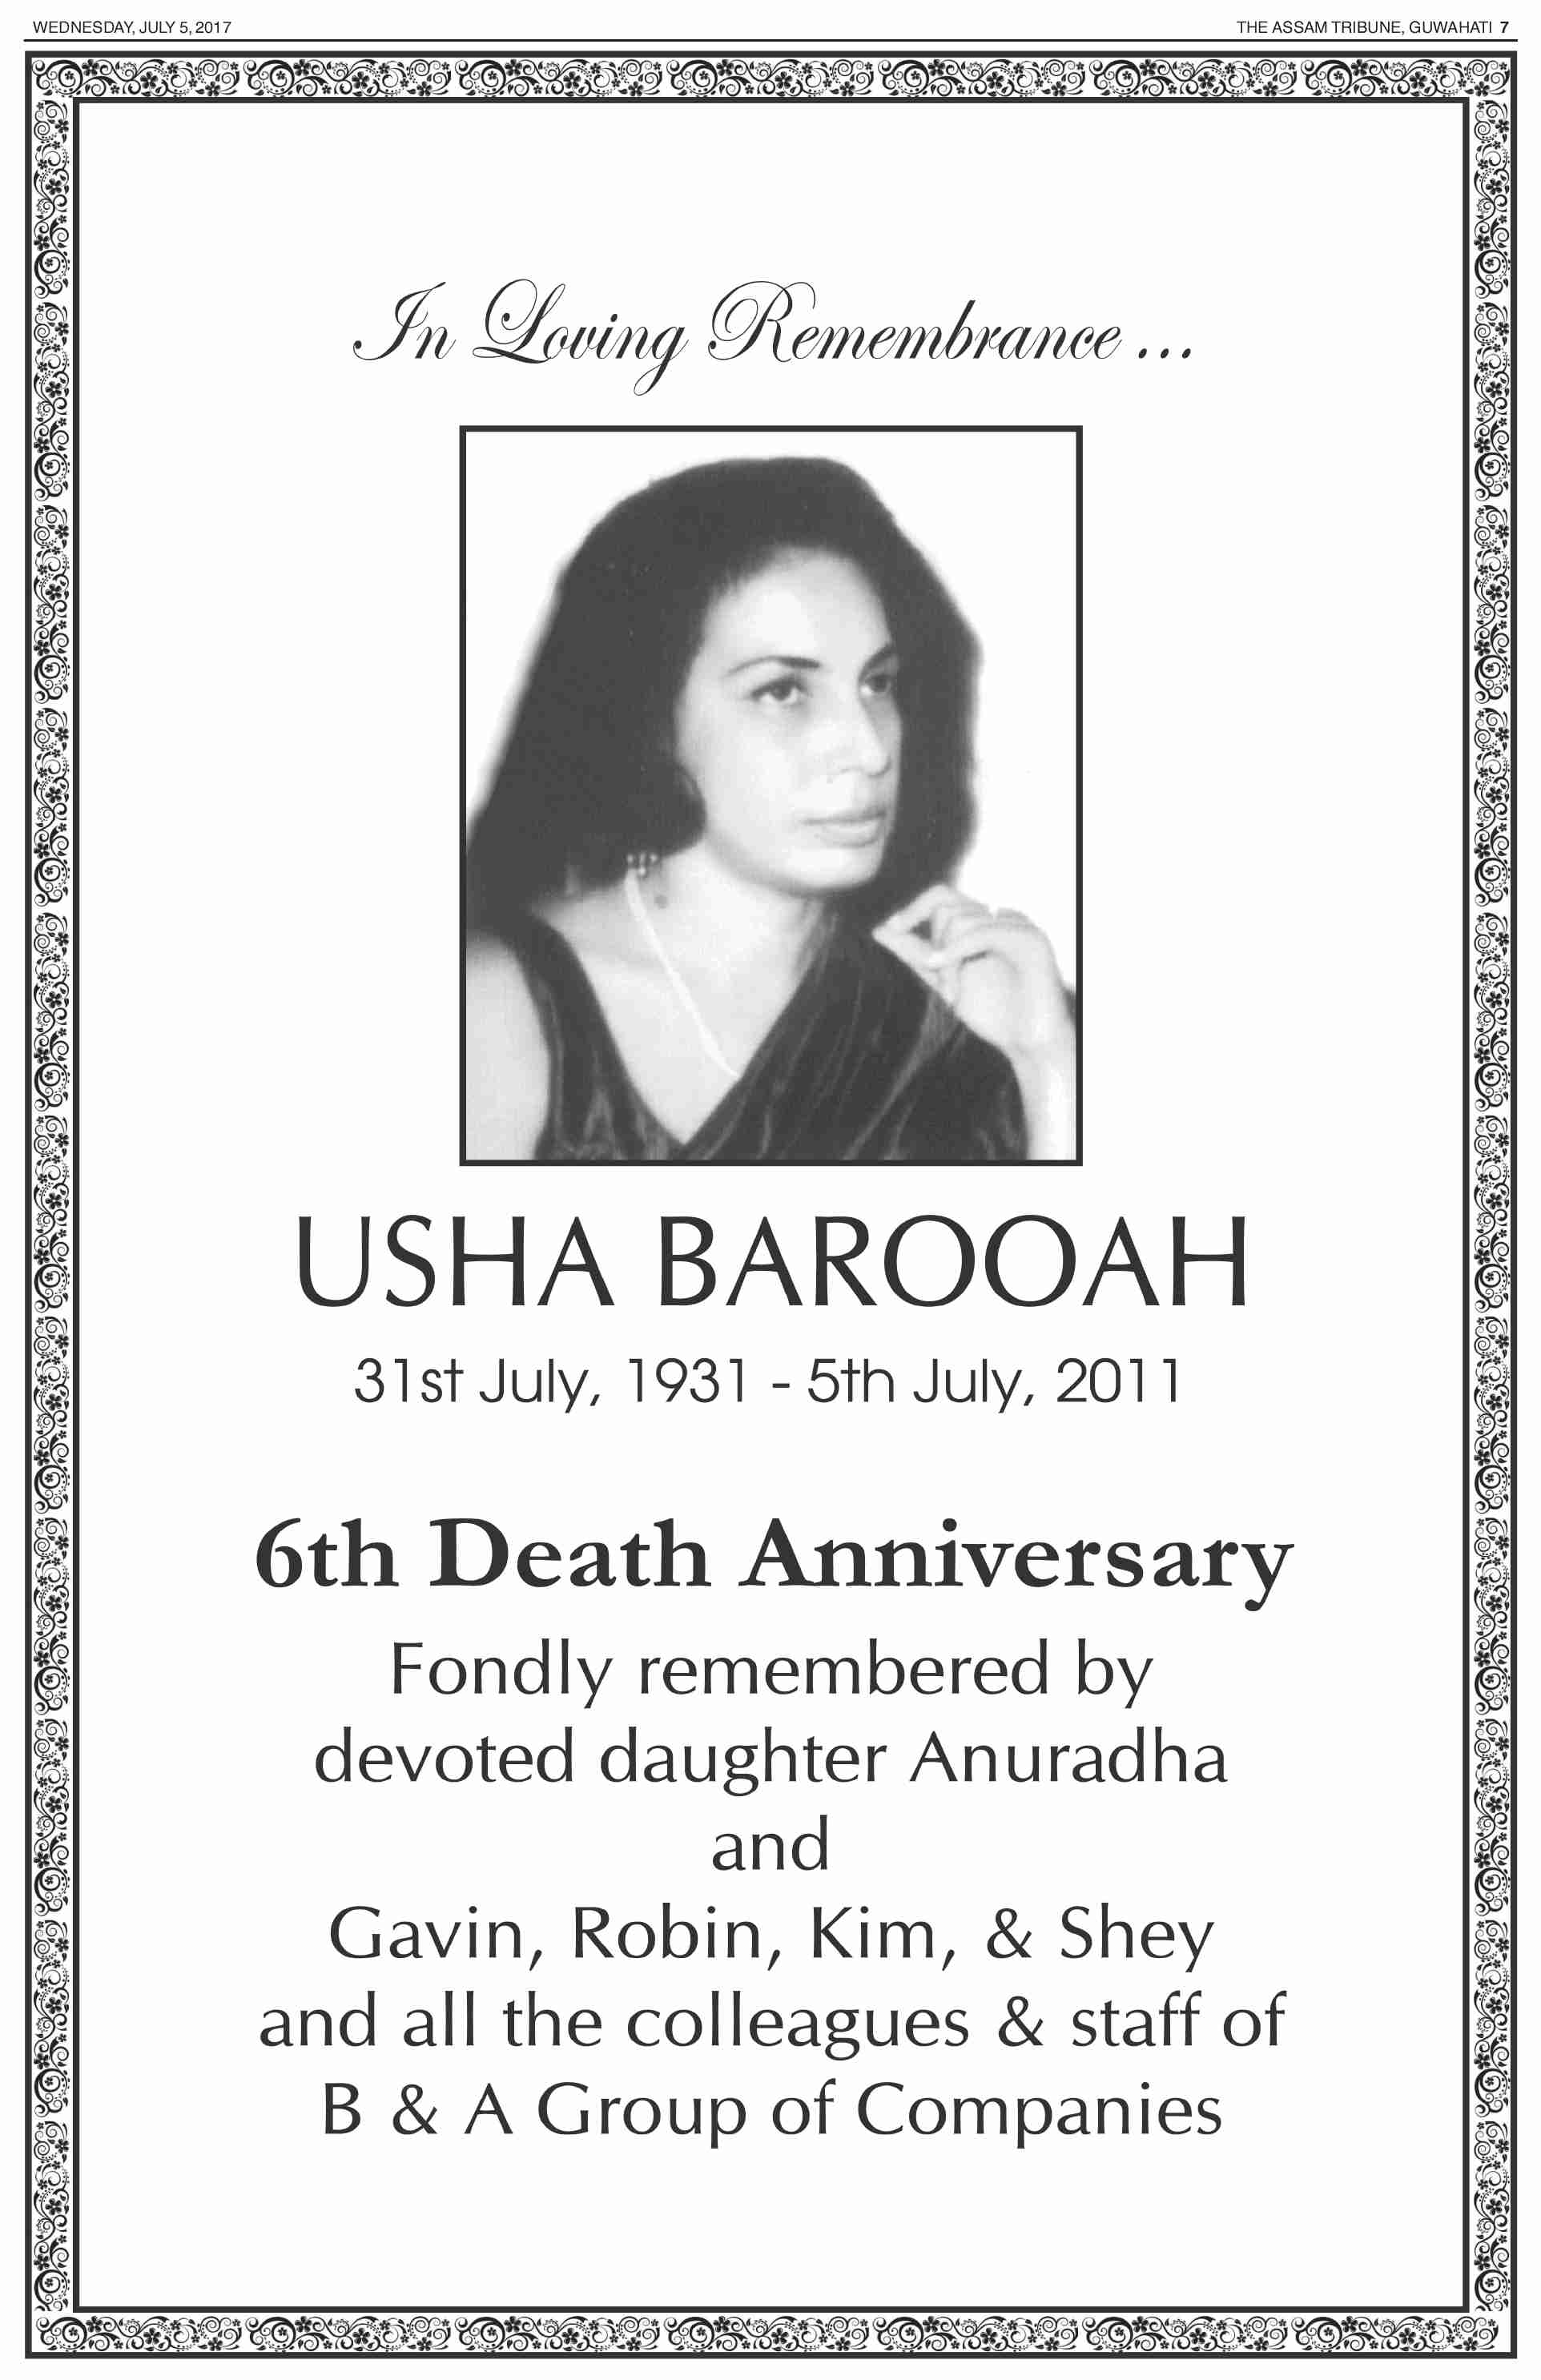 WEDNESDAY, JULY 5, 2017
THE ASSAM TRIBUNE, GUWAHATI 7
In Loving Remembrance ...
USHA BAROOAH
31st July, 1931 - 5th July, 2011
6th Death Anniversary
Fondly remembered by
devoted daughter Anuradha
and
Gavin, Robin, Kim, & Shey
and all the colleagues & staff of
B & A Group of Companies